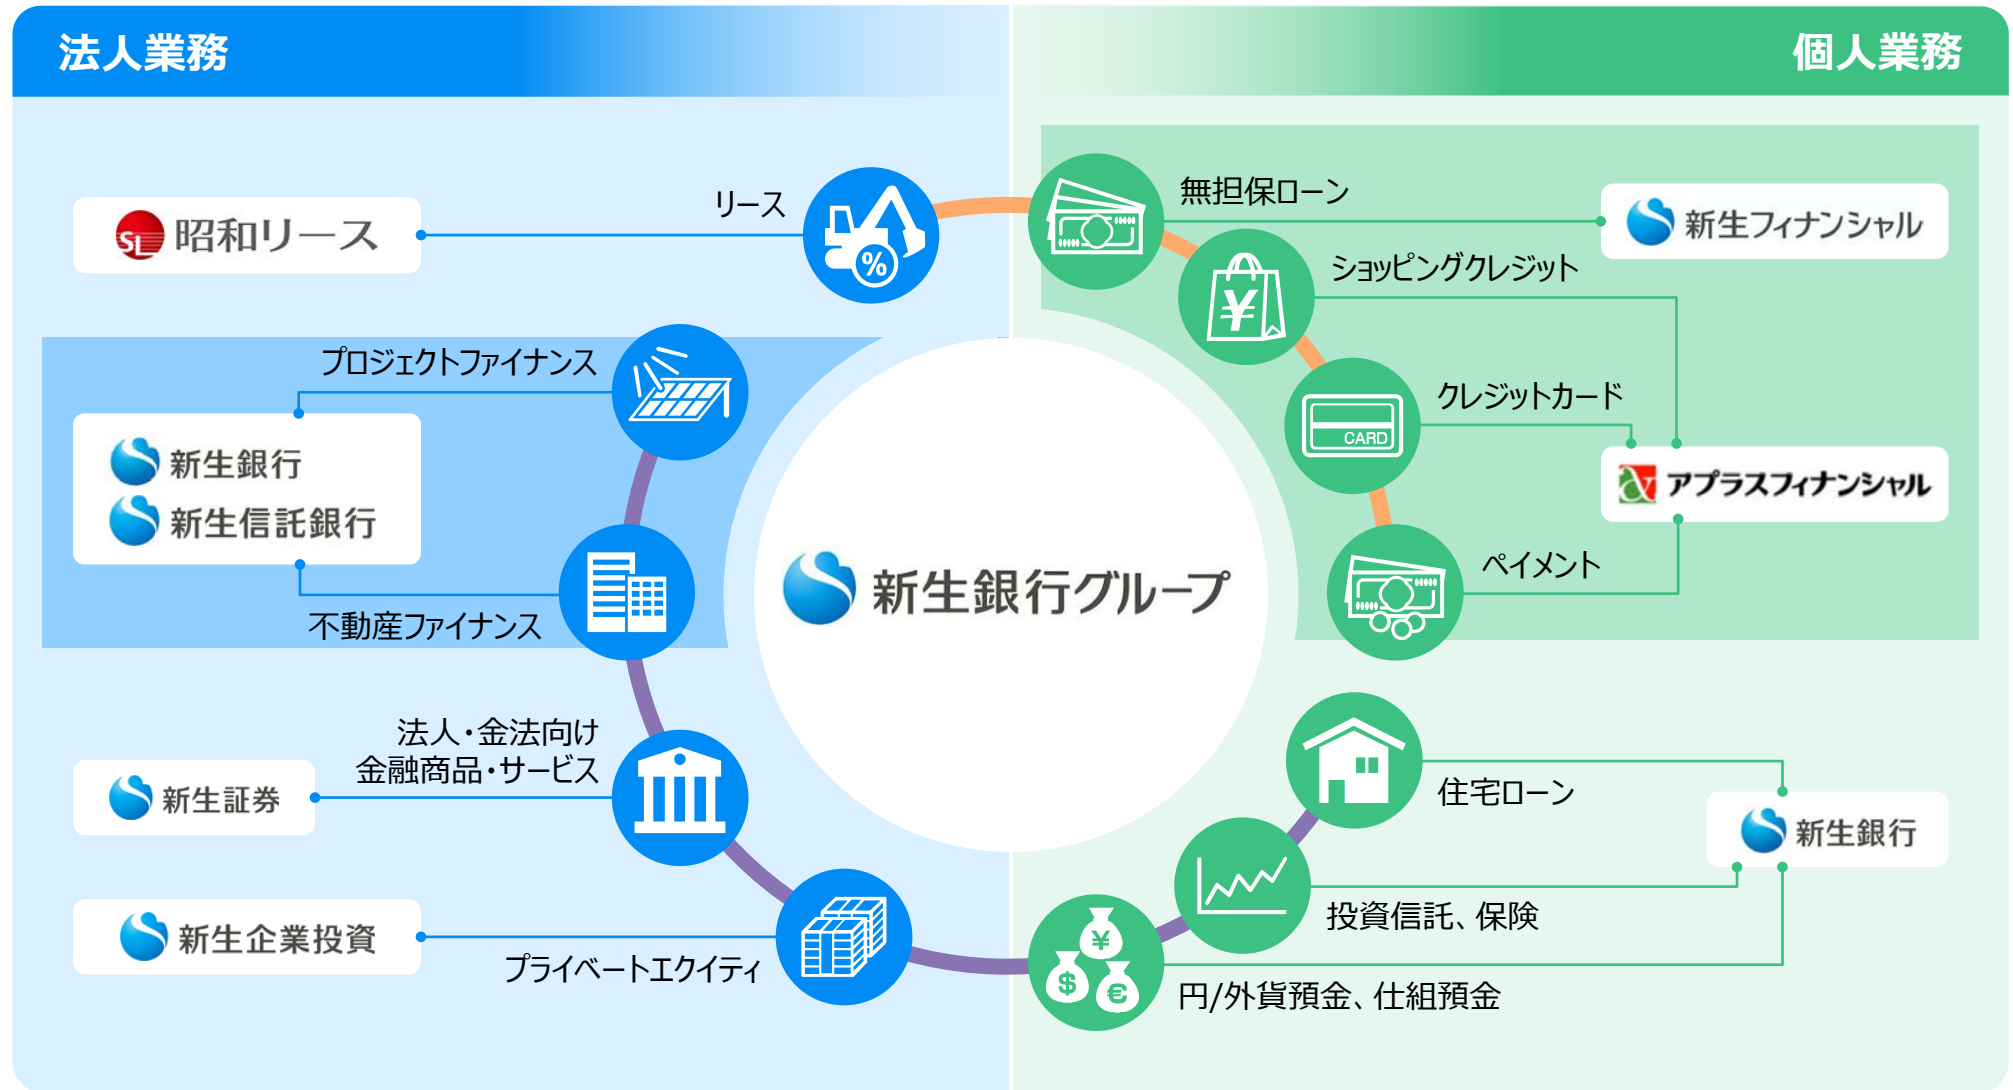 法人業務
個人業務
リース
SL 昭和リース
無担保ローン
新生フィナンシャル
ショッピングクレジット
¥
%
プロジェクトファイナンス
クレジットカード
CARD
新生銀行
新生信託銀行
アプラスフィナンシャル
ペイメント
不動産ファイナンス
新生銀行グループ
法人・金法向け
金融商品・サービス
新生証券
住宅ローン
新生銀行
投資信託、保険
新生企業投資
プライベートエクイティ
¥
$
€
円/外貨預金、仕組預金